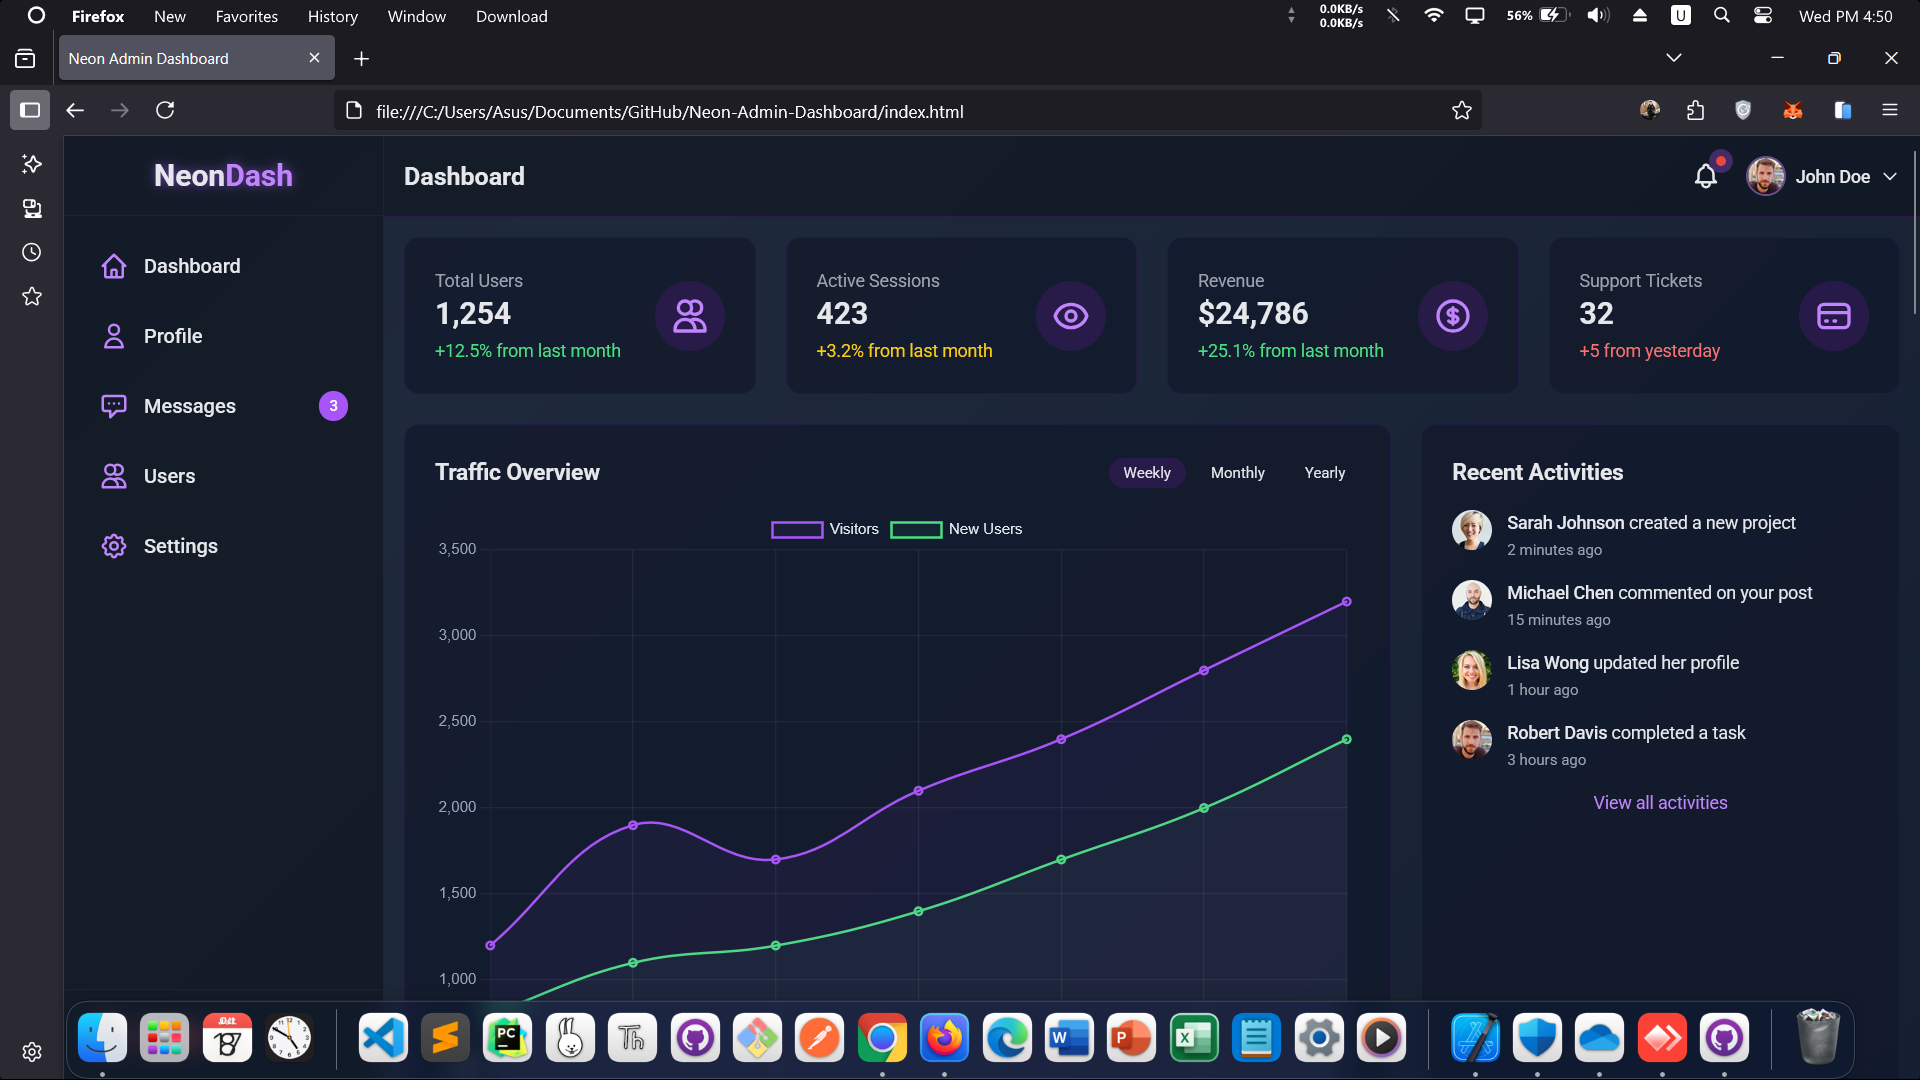 Firefox New Favorites History Window Download
0.0KB/s
0.0KB/s
56%
U
Wed PM 4:50
Neon Admin Dashboard
file:///C:/Users/Asus/Documents/GitHub/Neon-Admin-Dashboard/index.html
NeonDash
Dashboard
John Doe
Dashboard
Profile
Messages 3
Users
Settings
Total Users
1,254
+12.5% from last month
Active Sessions
423
+3.2% from last month
Revenue
$24,786
+25.1% from last month
Support Tickets
32
+5 from yesterday
Traffic Overview
Weekly Monthly Yearly
Visitors New Users
3,500
3,000
2,500
2,000
1,500
1,000
Recent Activities
Sarah Johnson created a new project
2 minutes ago
Michael Chen commented on your post
15 minutes ago
Lisa Wong updated her profile
1 hour ago
Robert Davis completed a task
3 hours ago
View all activities
PC
Th
W
P
X